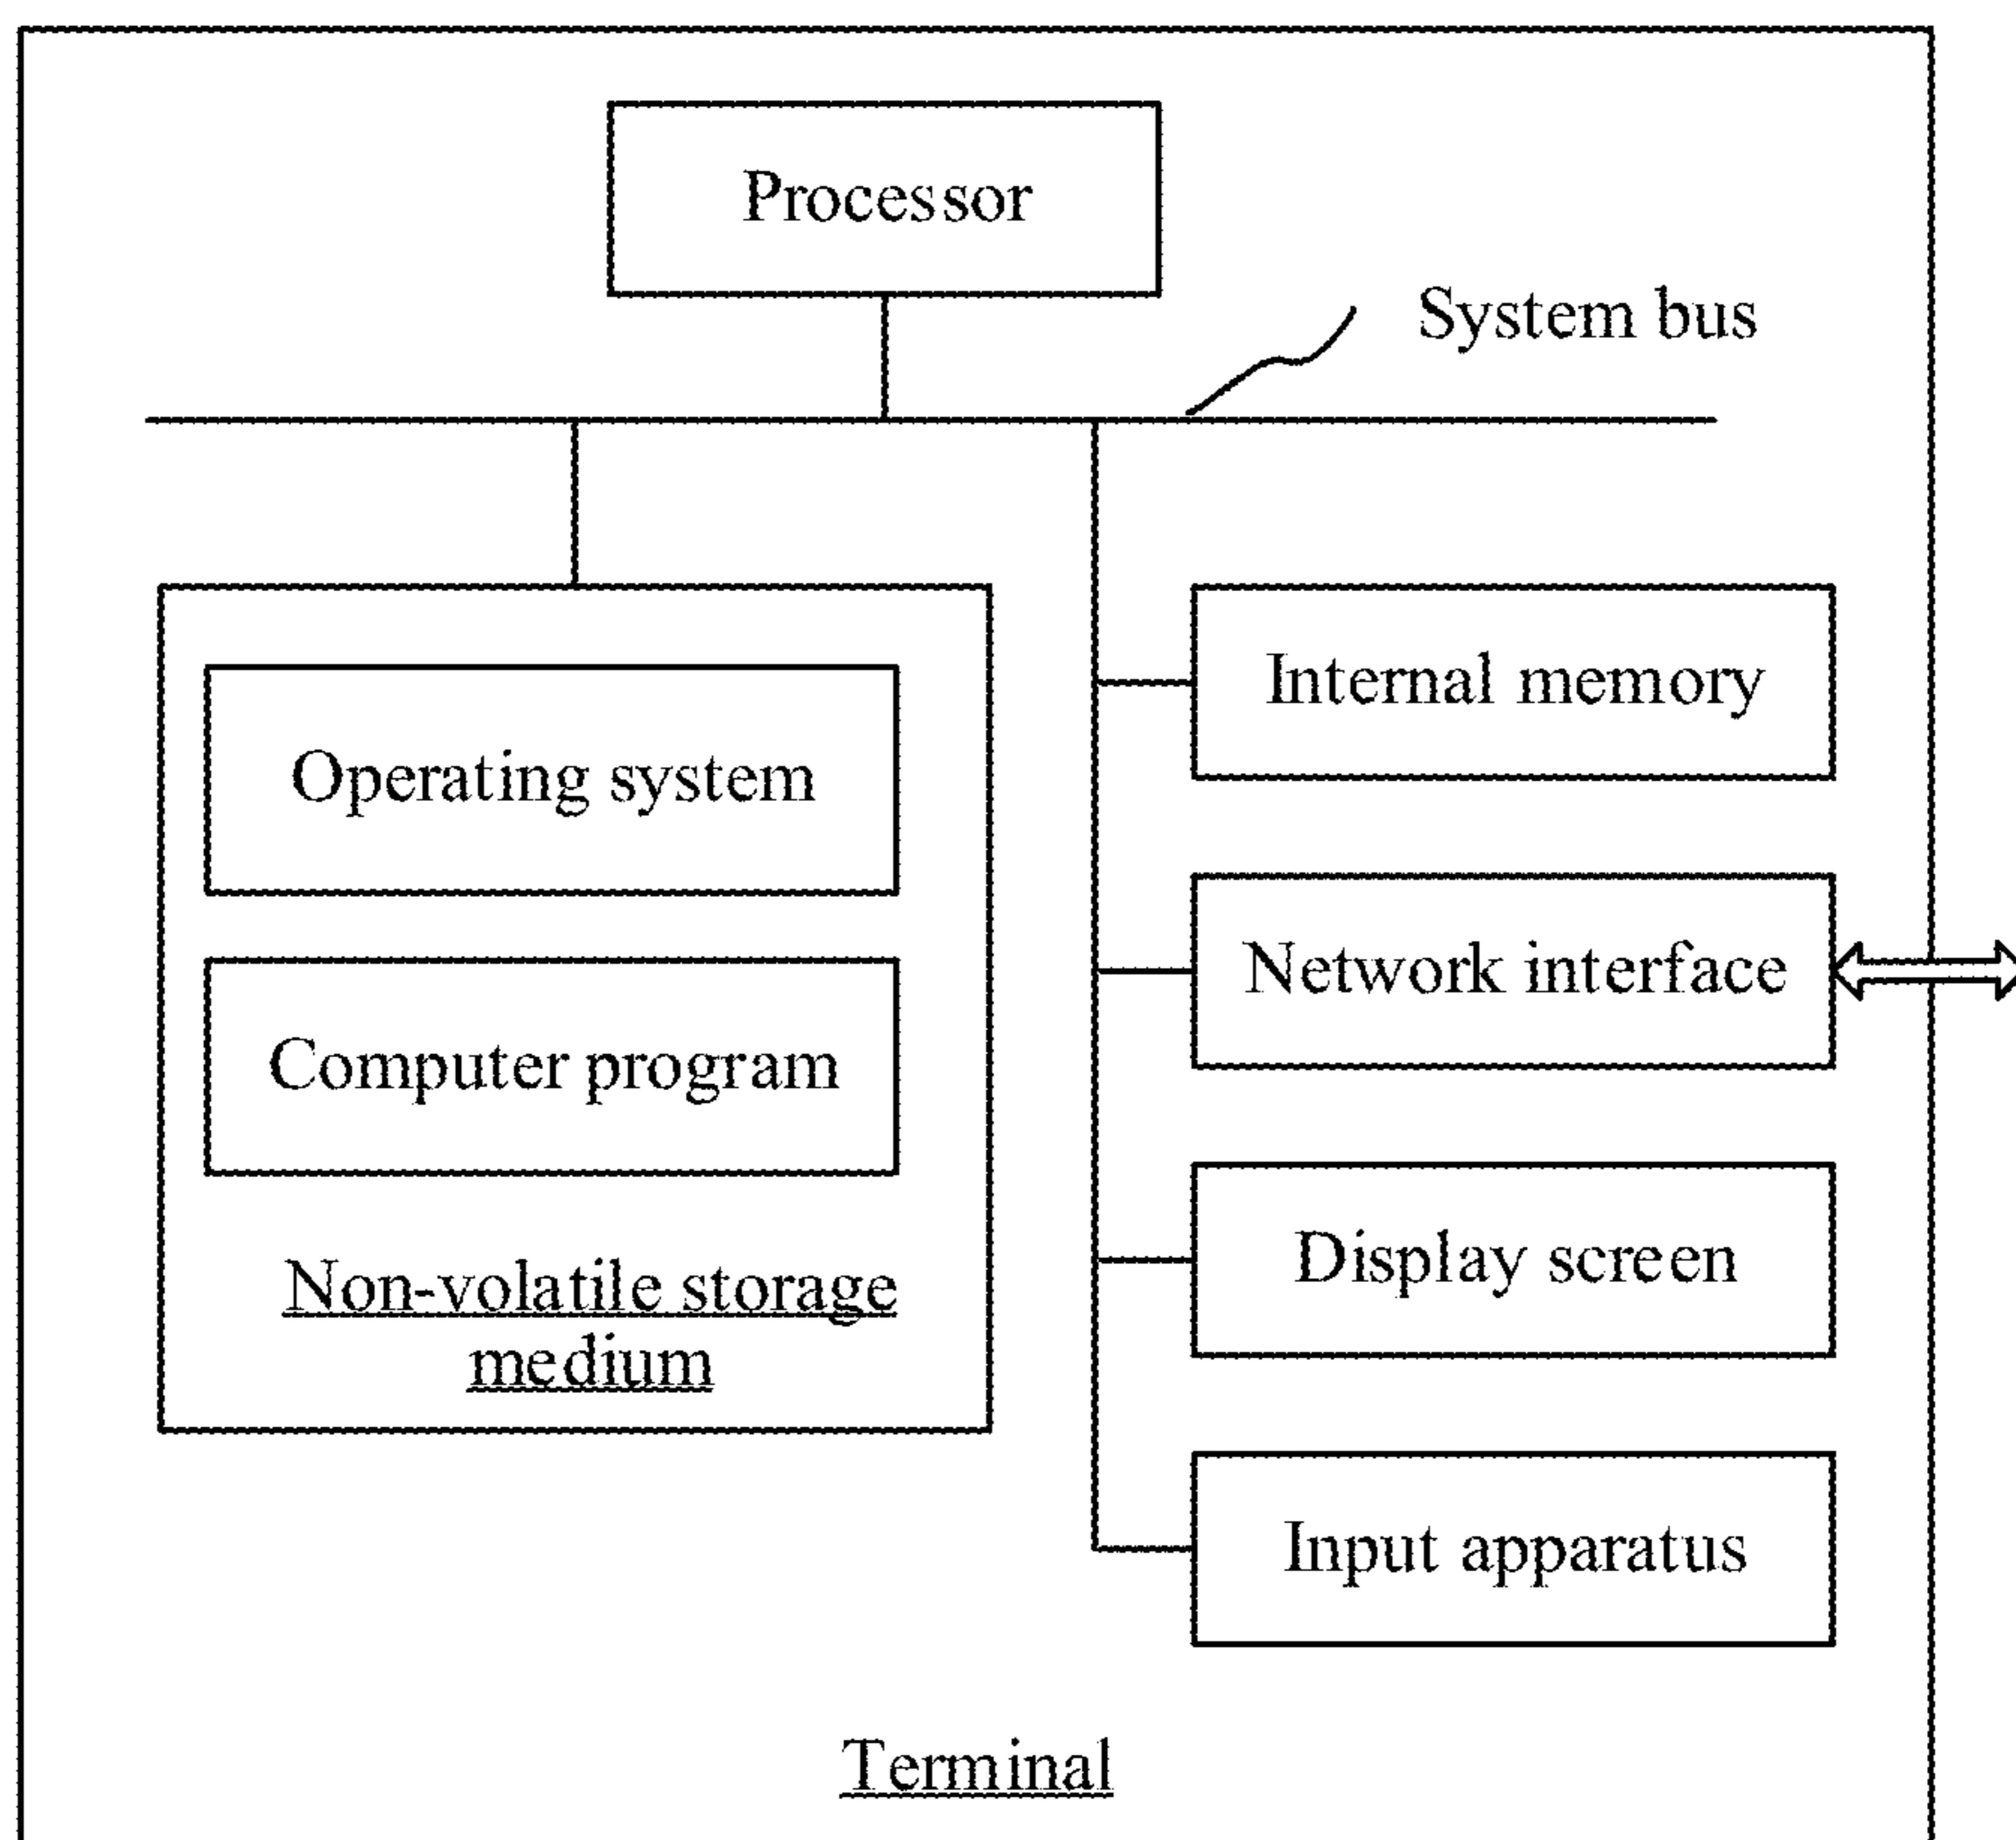 Processor
System bus
Operating system
Computer program
Non-volatile storage
medium
Internal memory
Network interface
Display screen
Input apparatus
Terminal